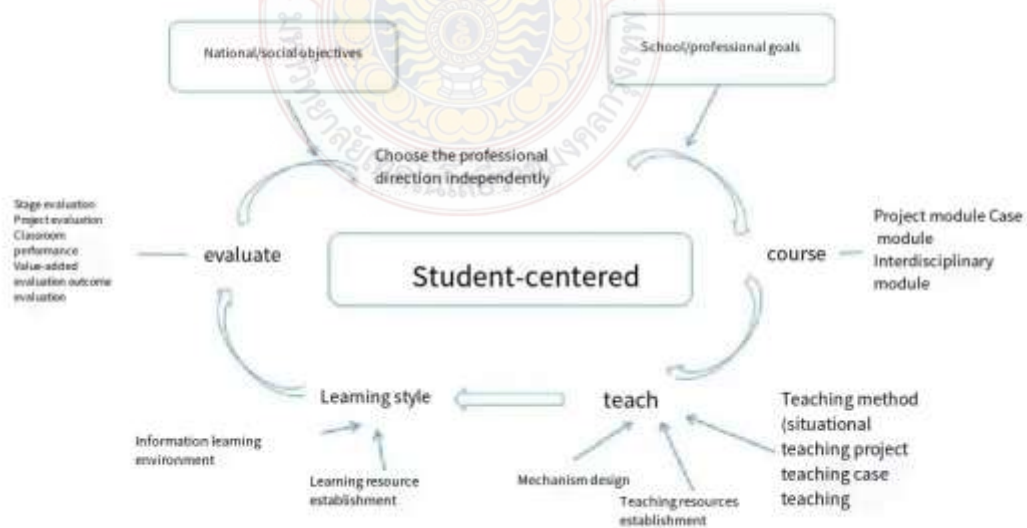 National/social objectives
School/professional goals
Choose the professional
direction independently
Stage evaluation
Project evaluation
Classroom
performance
Value-added
evaluation outcome
evaluation
evaluate
Student-centered
course
Project module Case
module
Interdisciplinary
module
Learning style
teach
Teaching method
(situational
teaching project
teaching case
teaching
Information learning
environment
Learning resource
establishment
Mechanism design
Teaching resources
establishment